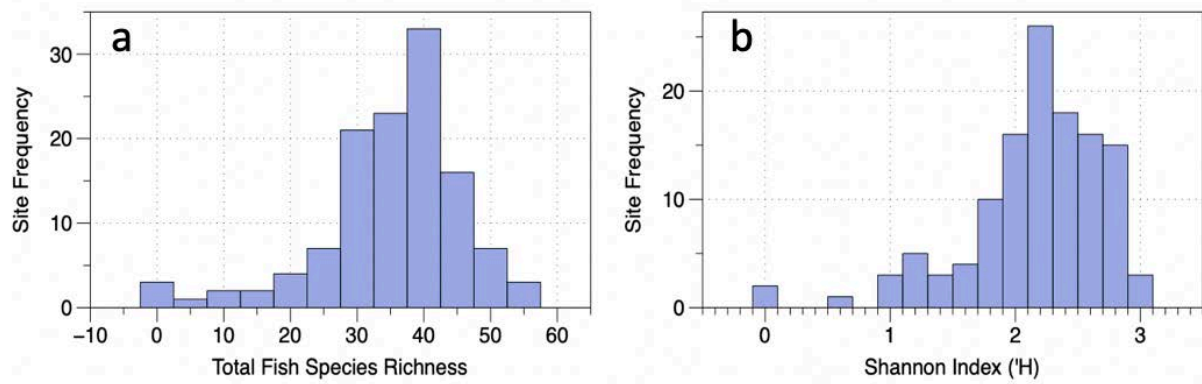 a
30
20
10
0
Site Frequency
−10 0 10 20 30 40 50 60
Total Fish Species Richness
b
20
10
0
Site Frequency
0 1 2 3
Shannon Index ('H)